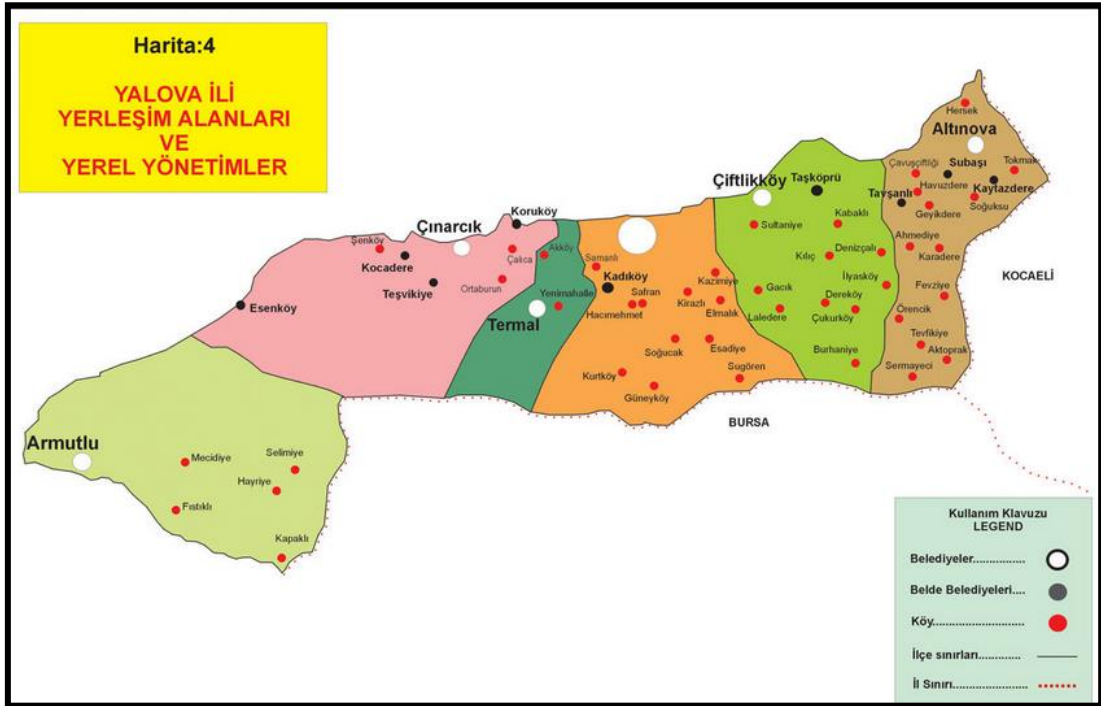 Harita:4
YALOVA İLİ
YERLEŞİM ALANLARI
VE
YEREL YÖNETİMLER
Hersek
Altınova
Çavuşçiftliği
Subaşı
Tokmak
Havuzdere
Kaytazdere
Tavşanlı
Geyikdere
Soğuksu
Ahmediye
Karadere
KOCAELİ
Fevziye
Örencik
Tevfikiye
Aktoprak
Sermayeci
Çiftlikköy
Taşköprü
Sultaniye
Kabaklı
Kılıç
Denizçalı
İlyasköy
Gacık
Dereköy
Laledere
Çukurköy
Burhaniye
Samanlı
Kadıköy
Kazimiye
Safran
Kirazlı
Hacımehmet
Elmalık
Soğucak
Esadiye
Kurtköy
Sugören
Güneyköy
BURSA
Akköy
Yenimahalle
Termal
Koruköy
Çınarcık
Şenköy
Çalıca
Kocadere
Teşvikiye
Ortaburun
Esenköy
Armutlu
Mecidiye
Selimiye
Hayriye
Fıstıklı
Kapaklı
Kullanım Klavuzu
LEGEND
Belediyeler................
Belde Belediyeleri....
Köy............................
İlçe sınırları.............
İl Sınırı.......................